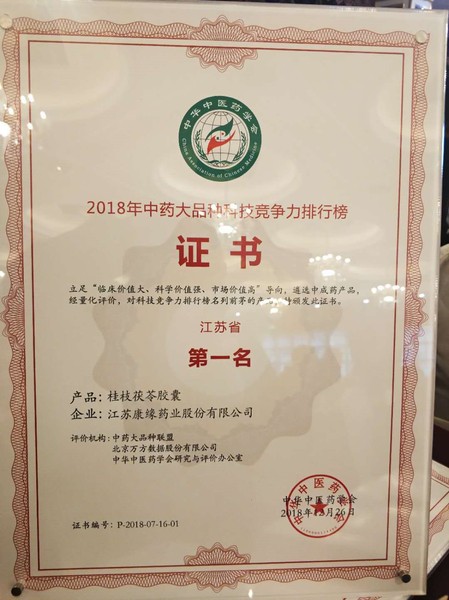 中华中医药学会
China Association of Chinese Medicine
2018年中药大品种科技竞争力排行榜
证书
立足“临床价值大、科学价值强、市场价值高”导向，遴选中成药产品，
经量化评价，对科技竞争力排行榜名列前茅的产品，特颁发此证书。
江苏省
第一名
产品：桂枝茯苓胶囊
企业：江苏康缘药业股份有限公司
评价机构：中药大品种联盟
北京万方数据股份有限公司
中华中医药学会研究与评价办公室
中华中医药学会
中华中医药学会
2018年12月26日
证书编号：P-2018-07-16-01